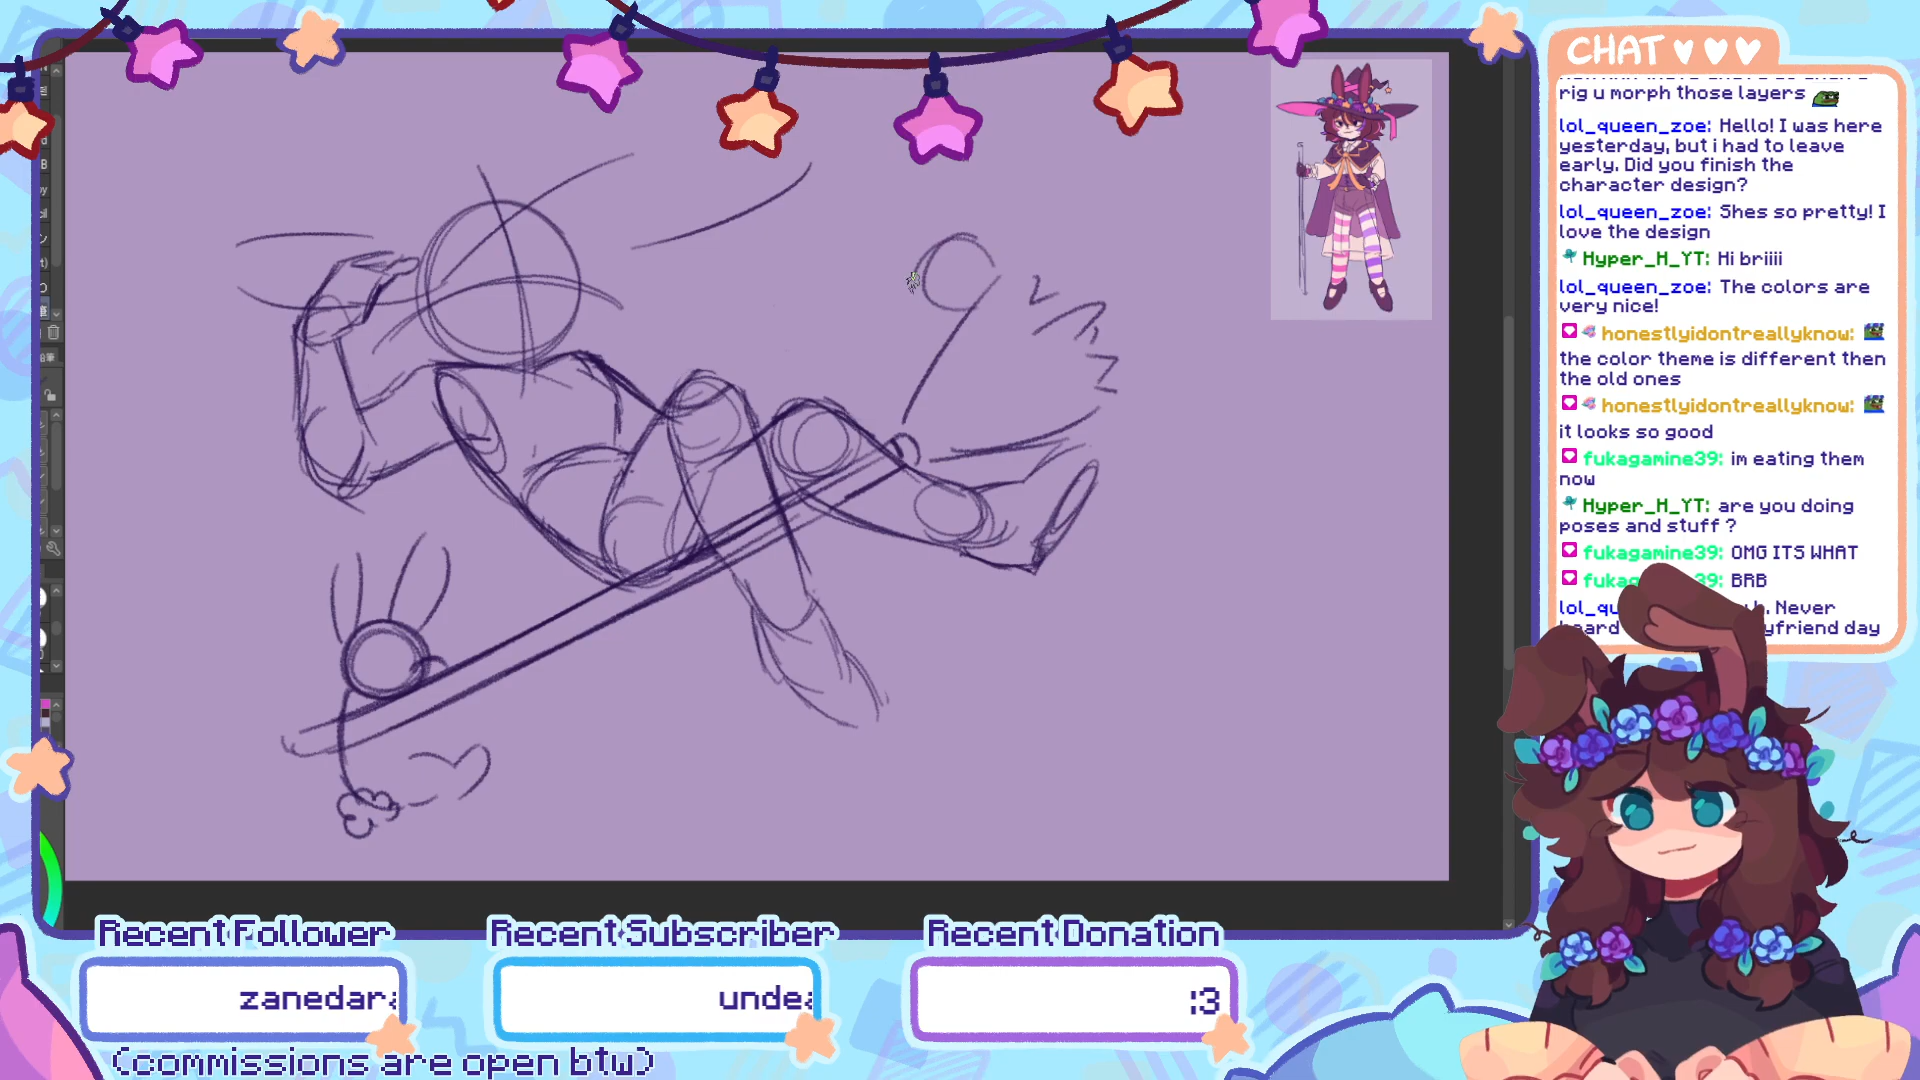 CHAT
rig u morph those layers
lol_queen_zoe: Hello! I was here
yesterday, but i had to leave
early. Did you finish the
character design?
lol_queen_zoe: Shes so pretty! I
love the design
Hyper_H_YT: Hi briiii
lol_queen_zoe: The colors are
very nice!
honestlyidontreallyknow:
the color theme is different then
the old ones
honestlyidontreallyknow:
it looks so good
fukagamine39: im eating them
now
Hyper_H_YT: are you doing
poses and stuff ?
fukagamine39: OMG ITS WHAT
39: BRB
lol_qu Never
heard yfriend day
Recent Follower
Recent Subscriber
Recent Donation
zanedar
unde
:3
(commissions are open btw)